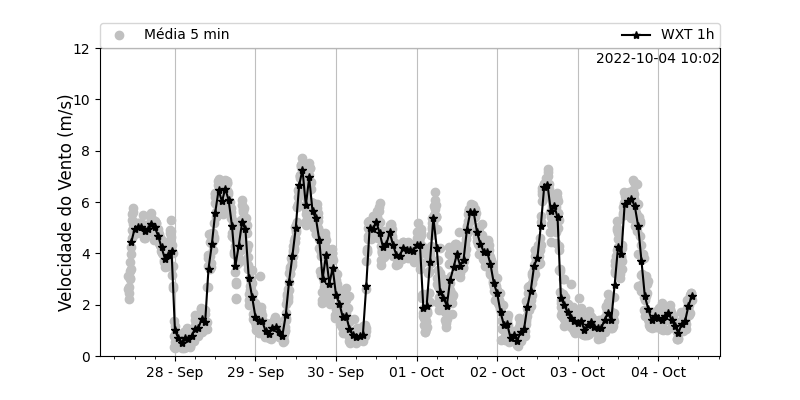 Média 5 min
WXT 1h
2022-10-04 10:02
Velocidade do Vento (m/s)
12
10
8
6
4
2
0
28 - Sep
29 - Sep
30 - Sep
01 - Oct
02 - Oct
03 - Oct
04 - Oct